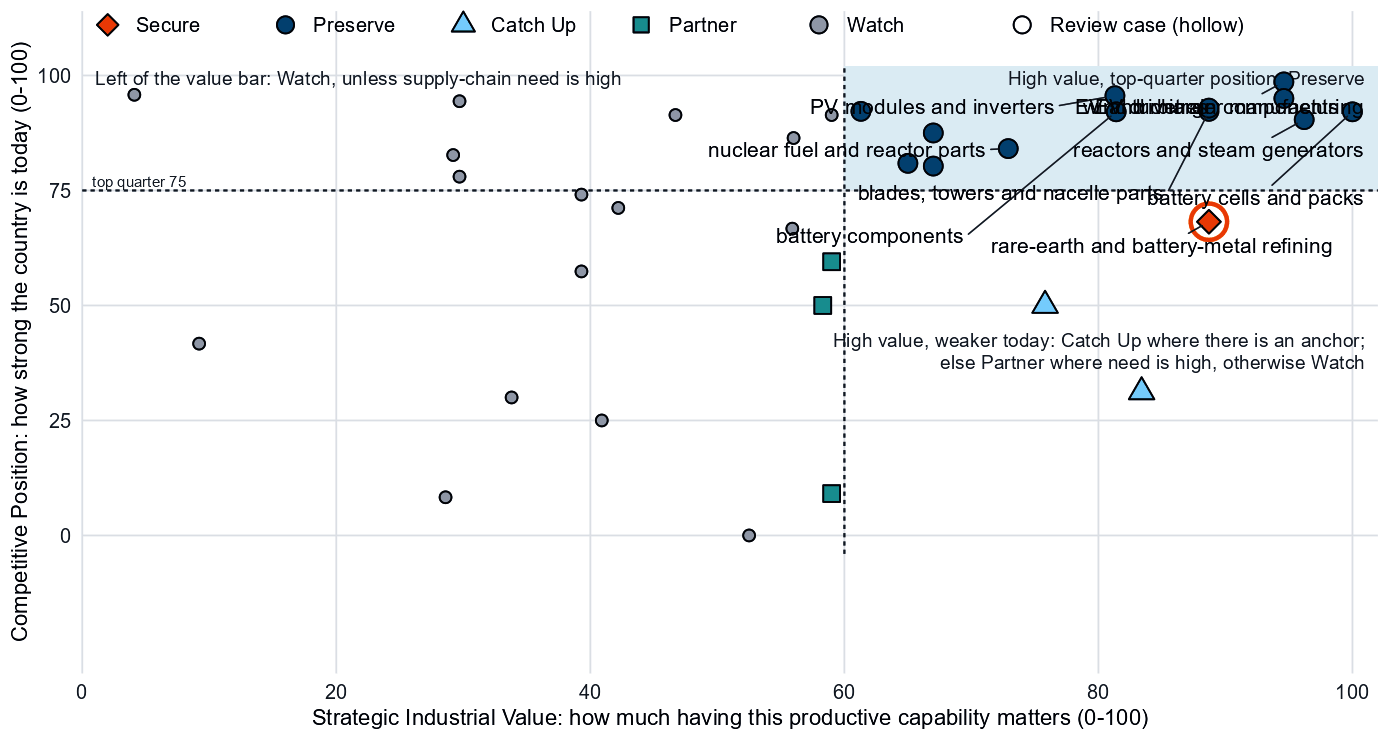 Secure
Preserve
Catch Up
Partner
Watch
Review case (hollow)
Left of the value bar: Watch, unless supply-chain need is high
High value, top-quarter position: Preserve
PV modules and inverters
manufacturing
nuclear fuel and reactor parts
reactors and steam generators
top quarter 75
blades, towers and nacelle parts
battery cells and packs
battery components
rare-earth and battery-metal refining
High value, weaker today: Catch Up where there is an anchor;
else Partner where need is high, otherwise Watch
100
75
50
25
0
0
20
40
60
80
100
Strategic Industrial Value: how much having this productive capability matters (0-100)
Competitive Position: how strong the country is today (0-100)